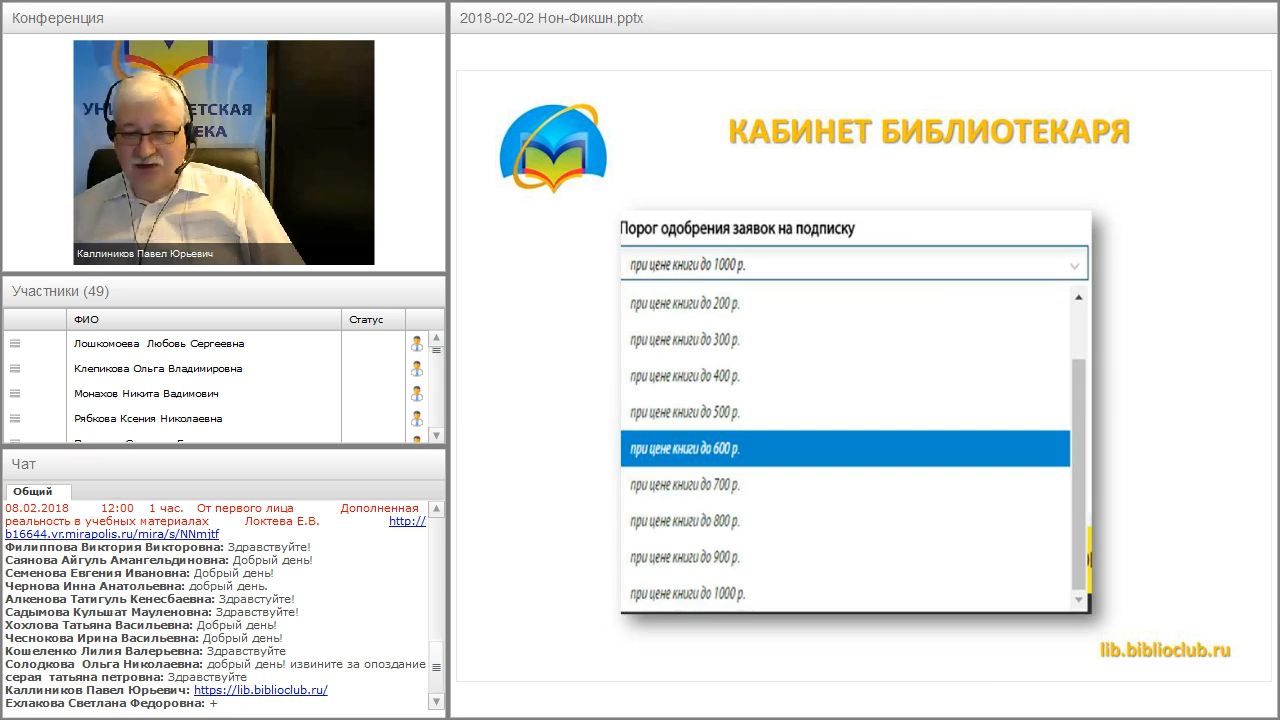 Конференция
УНИ
ЕТСКАЯ
ЕКА
Каллиников Павел Юрьевич
Участники (49)
ФИО
Статус
Лошкомоева Любовь Сергеевна
Клепикова Ольга Владимировна
Монахов Никита Вадимович
Рябкова Ксения Николаевна
Чат
Общий
08.02.2018 12:00 1 час. От первого лица Дополненная
реальность в учебных материалах Локтева Е.В. http://
b16644.vr.mirapolis.ru/mira/s/NNmjtf
Филиппова Виктория Викторовна: Здравствуйте!
Саянова Айгуль Амангельдиновна: Добрый день!
Семенова Евгения Ивановна: Добрый день!
Чернова Инна Анатольевна: добрый день.
Алкенова Татигуль Кенесбаевна: Здравстуйте!
Садымова Кульшат Мауленовна: Здравствуйте!
Хохлова Татьяна Васильевна: Добрый день!
Чеснокова Ирина Васильевна: Добрый день!
Кошеленко Лилия Валерьевна: Здравствуйте
Солодкова Ольга Николаевна: добрый день! извините за опоздание
серая татьяна петровна: Здравствуйте
Каллиников Павел Юрьевич: https://lib.biblioclub.ru/
Ехлакова Светлана Федоровна: +
2018-02-02 Нон-Фикшн.pptx
КАБИНЕТ БИБЛИОТЕКАРЯ
Порог одобрения заявок на подписку
при цене книги до 1000 р.
при цене книги до 200 р.
при цене книги до 300 р.
при цене книги до 400 р.
при цене книги до 500 р.
при цене книги до 600 р.
при цене книги до 700 р.
при цене книги до 800 р.
при цене книги до 900 р.
при цене книги до 1000 р.
lib.biblioclub.ru